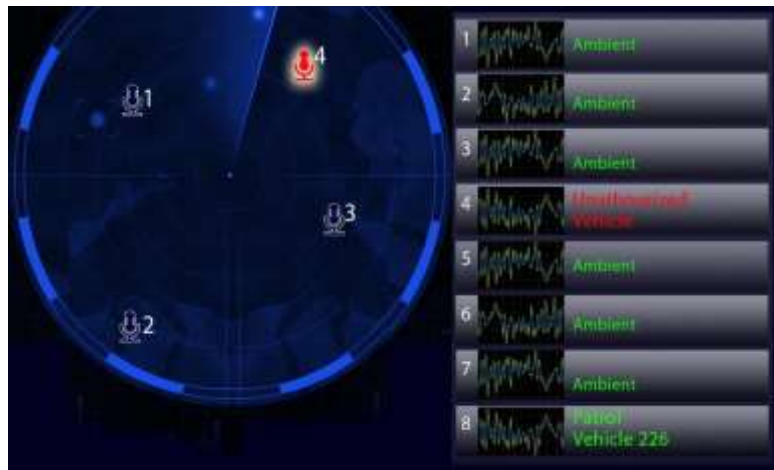 4
1
3
2
1 Ambient
2 Ambient
3 Ambient
4 Unauthourized
Vehicle
5 Ambient
6 Ambient
7 Ambient
8 Patrol
Vehicle 226